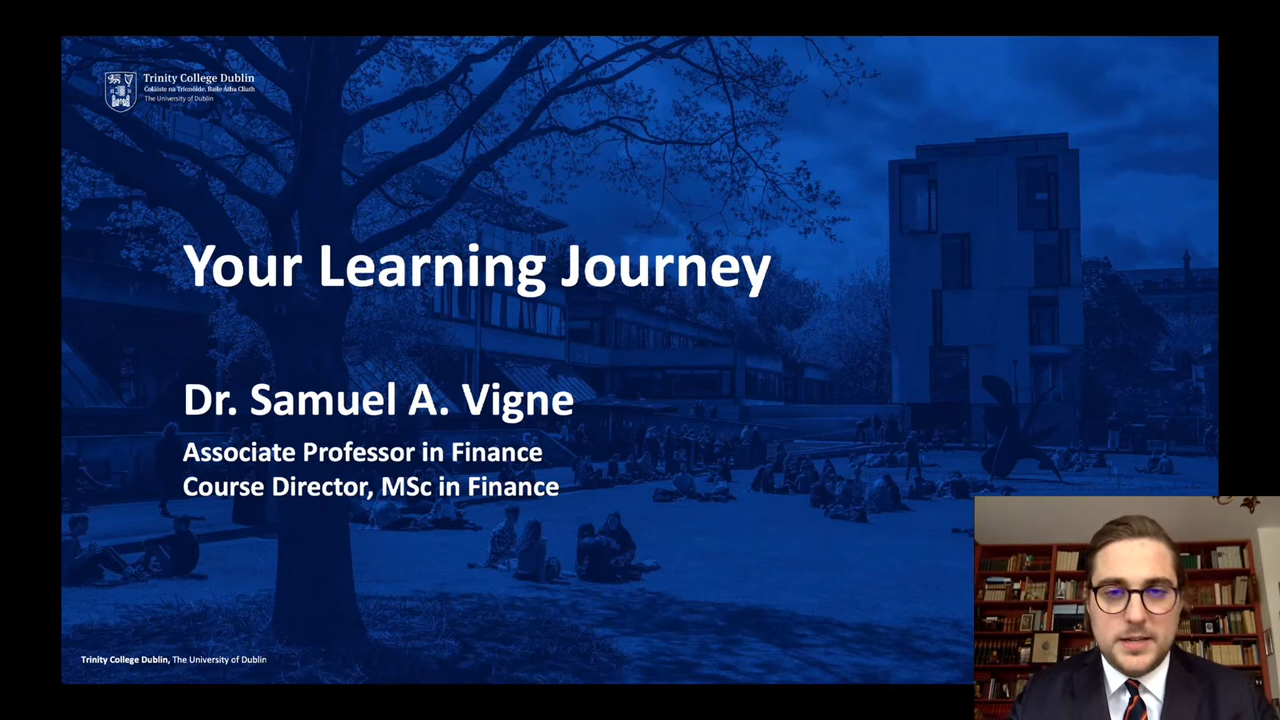 Trinity College Dublin
Coláiste na Tríonóide, Baile Átha Cliath
The University of Dublin
Your Learning Journey
Dr. Samuel A. Vigne
Associate Professor in Finance
Course Director, MSc in Finance
Trinity College Dublin, The University of Dublin